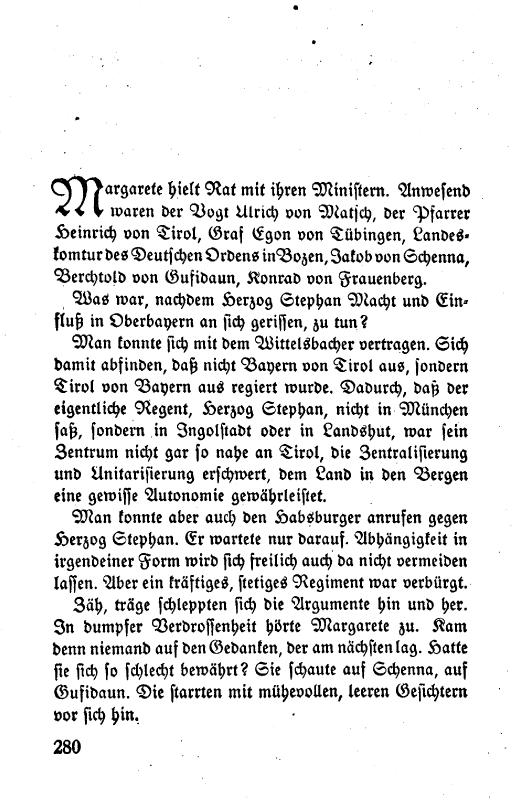 Margarete hielt Rat mit ihren Ministern. Anwesend
waren der Vogt Ulrich von Matsch, der Pfarrer
Heinrich von Tirol, Graf Egon von Tübingen, Landes-
komtur des Deutschen Ordens in Bozen, Jakob von Schenna,
Berchtold von Gufidaun, Konrad von Frauenberg.
Was war, nachdem Herzog Stephan Macht und Ein-
fluß in Oberbayern an sich gerissen, zu tun?
Man konnte sich mit dem Wittelsbacher vertragen. Sich
damit abfinden, daß nicht Bayern von Tirol aus, sondern
Tirol von Bayern aus regiert wurde. Dadurch, daß der
eigentliche Regent, Herzog Stephan, nicht in München
saß, sondern in Ingolstadt oder in Landshut, war sein
Zentrum nicht gar so nahe an Tirol, die Zentralisierung
und Unitarisierung erschwert, dem Land in den Bergen
eine gewisse Autonomie gewährleistet.
Man konnte aber auch den Habsburger anrufen gegen
Herzog Stephan. Er wartete nur darauf. Abhängigkeit in
irgendeiner Form wird sich freilich auch da nicht vermeiden
lassen. Aber ein kräftiges, stetiges Regiment war verbürgt.
Zäh, träge schleppten sich die Argumente hin und her.
In dumpfer Verdrossenheit hörte Margarete zu. Kam
denn niemand auf den Gedanken, der am nächsten lag. Hatte
sie sich so schlecht bewährt? Sie schaute auf Schenna, auf
Gufidaun. Die starrten mit mühevollen, leeren Gesichtern
vor sich hin.
280